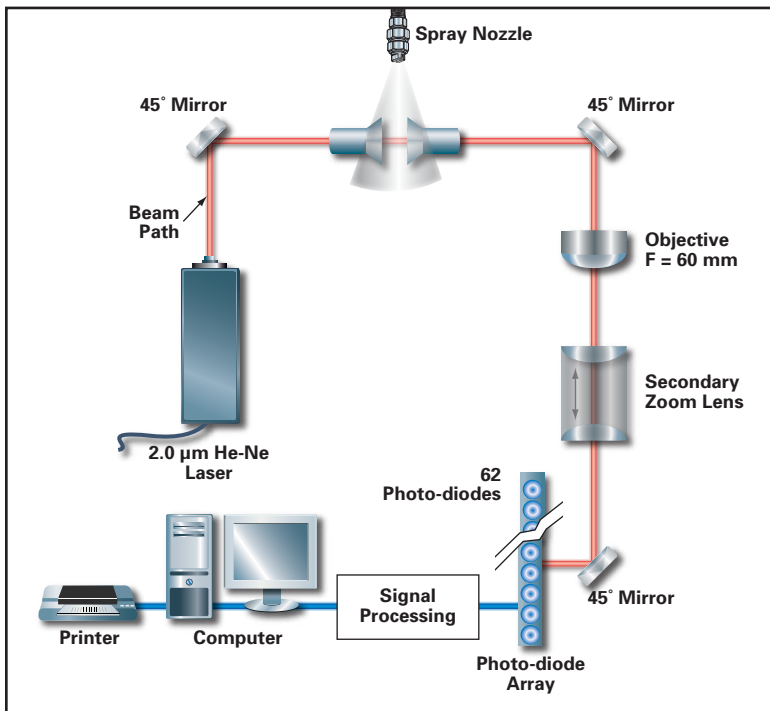 Spray Nozzle
45° Mirror
45° Mirror
Beam
Path
Objective
F = 60 mm
Secondary
Zoom Lens
2.0 µm He-Ne
Laser
62
Photo-diodes
Signal
Processing
45° Mirror
Printer
Computer
Photo-diode
Array